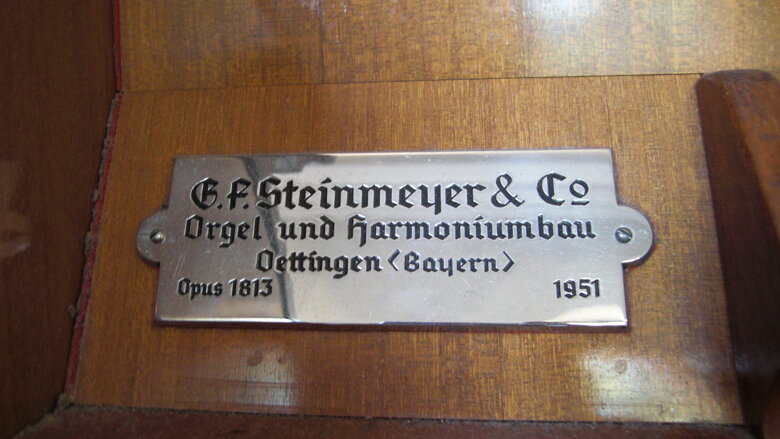 G.F. Steinmeyer & Co
Orgel und Harmoniumbau
Oettingen <Bayern>
Opus 1813 1951